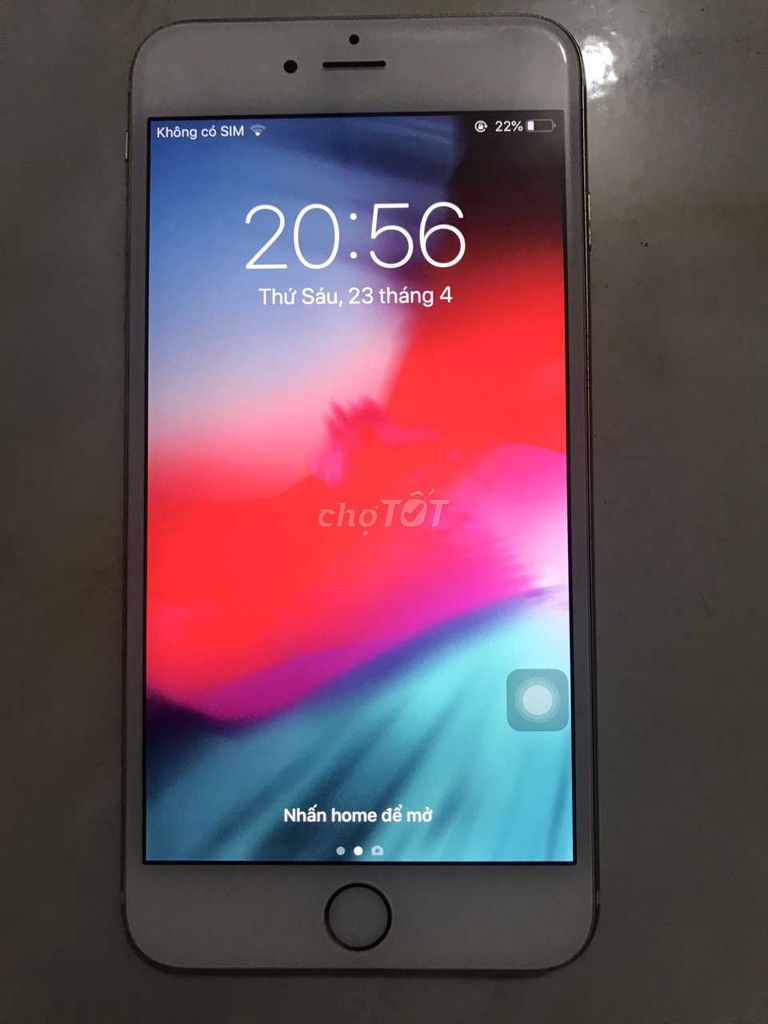 Không có SIM
22%
20:56
Thứ Sáu, 23 tháng 4
chợTỐT
Nhấn home để mở